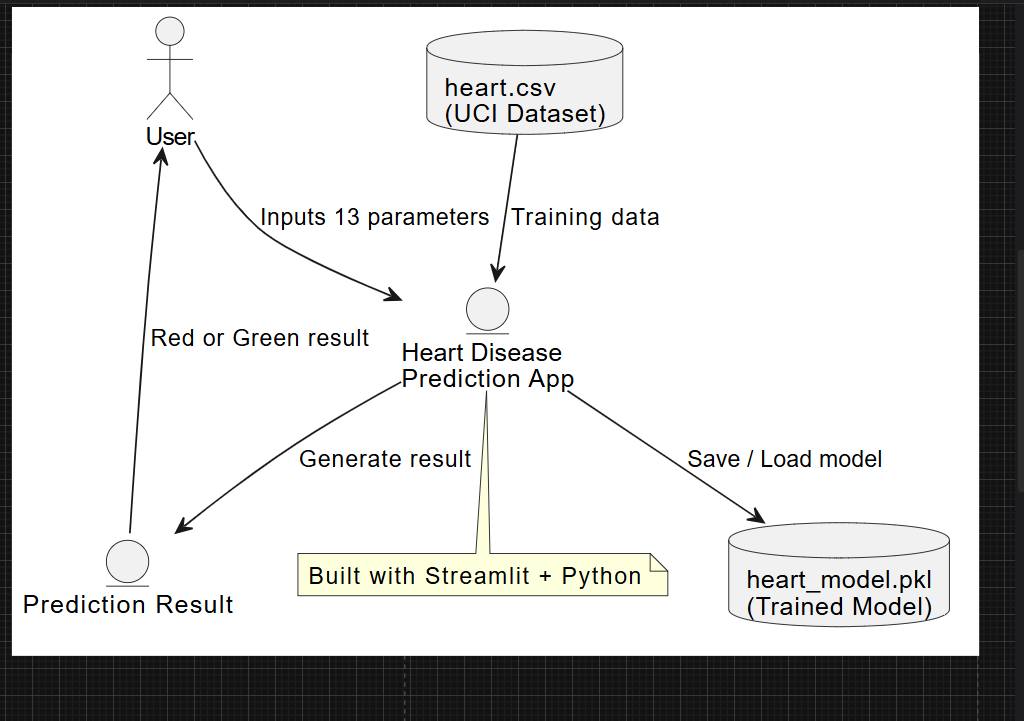 heart.csv
(UCI Dataset)
User
Inputs 13 parameters
Training data
Red or Green result
Heart Disease
Prediction App
Generate result
Save / Load model
Built with Streamlit + Python
heart_model.pkl
(Trained Model)
Prediction Result